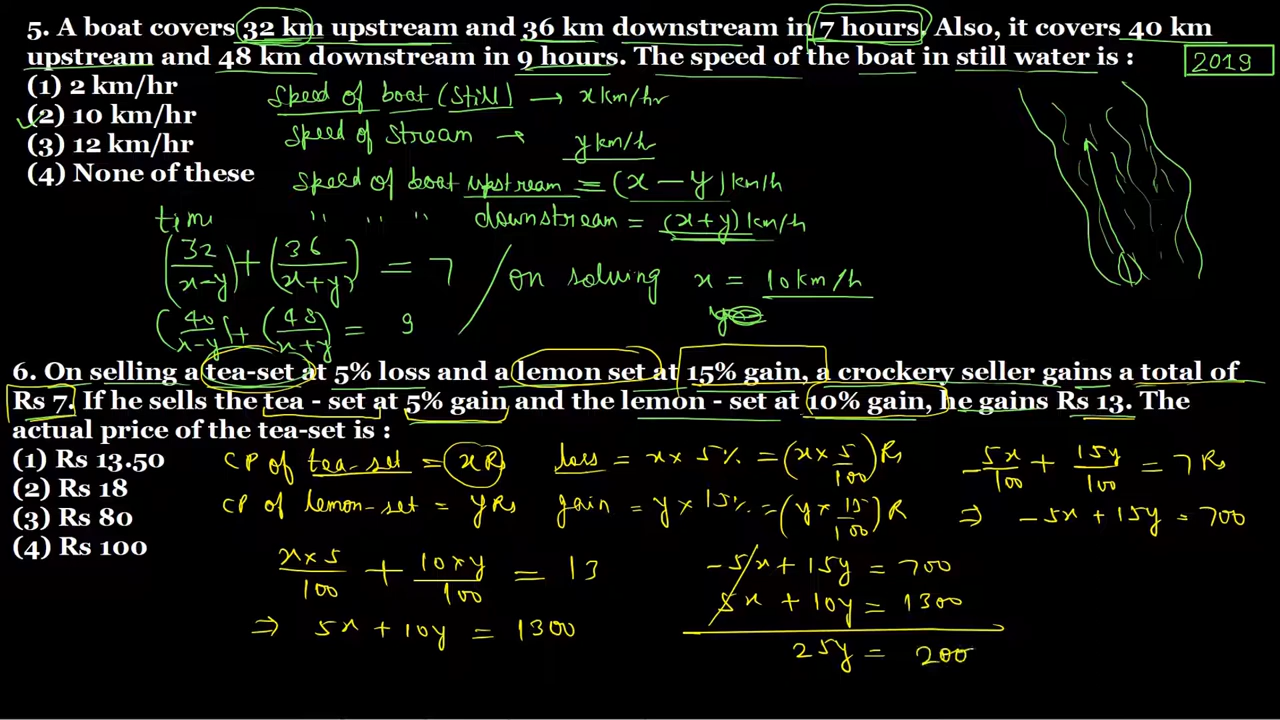 5. A boat covers 32 km upstream and 36 km downstream in 7 hours. Also, it covers 40 km
upstream and 48 km downstream in 9 hours. The speed of the boat in still water is :
2019
(1) 2 km/hr
(2) 10 km/hr
(3) 12 km/hr
(4) None of these
Speed of boat (Still) → x km/hr
Speed of Stream → y km/h
Speed of boat upstream = (x - y) km/h
time
" " " downstream = (x+y) km/h
(32/x-y) + (36/x+y) = 7
on solving x = 10 km/h
(40/x-y) + (48/x+y) = 9
6. On selling a tea-set at 5% loss and a lemon set at 15% gain, a crockery seller gains a total of
Rs 7. If he sells the tea - set at 5% gain and the lemon - set at 10% gain, he gains Rs 13. The
actual price of the tea-set is :
(1) Rs 13.50
(2) Rs 18
(3) Rs 80
(4) Rs 100
CP of tea-set = x Rs
loss = x × 5% = (x × 5/100) Rs
-5x/100 + 15y/100 = 7 Rs
CP of lemon-set = y Rs
gain = y × 15% = (y × 15/100) R
⇒ -5x + 15y = 700
x×5/100 + 10×y/100 = 13
⇒ 5x + 10y = 1300
-5x + 15y = 700
5x + 10y = 1300
25y = 200